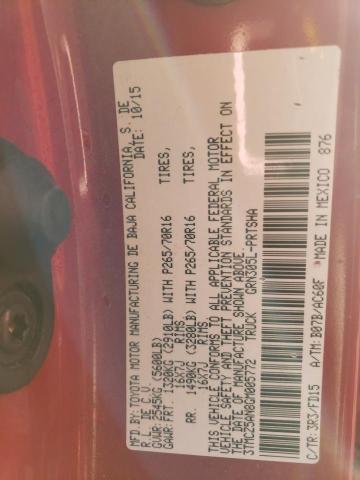 MFD.BY: TOYOTA MOTOR MANUFACTURING DE BAJA CALIFORNIA, S. DE
R. L. DE C.V.    DATE: 10/15
GVWR: 2545KG (5600LB)
GAWR: FRT. 1320KG (2910LB) WITH P265/70R16 TIRES,
16X7J RIMS,
RR. 1490KG (3280LB) WITH P265/70R16 TIRES,
16X7J RIMS,
THIS VEHICLE CONFORMS TO ALL APPLICABLE FEDERAL MOTOR
VEHICLE SAFETY AND THEFT PREVENTION STANDARDS IN EFFECT ON
THE DATE OF MANUFACTURE SHOWN ABOVE.
3TMCZ5AN8GM005772 TRUCK GRN305L-PRTSHA
C/TR: 3R3/FD15 A/TM: B07B/AC60F MADE IN MEXICO 876